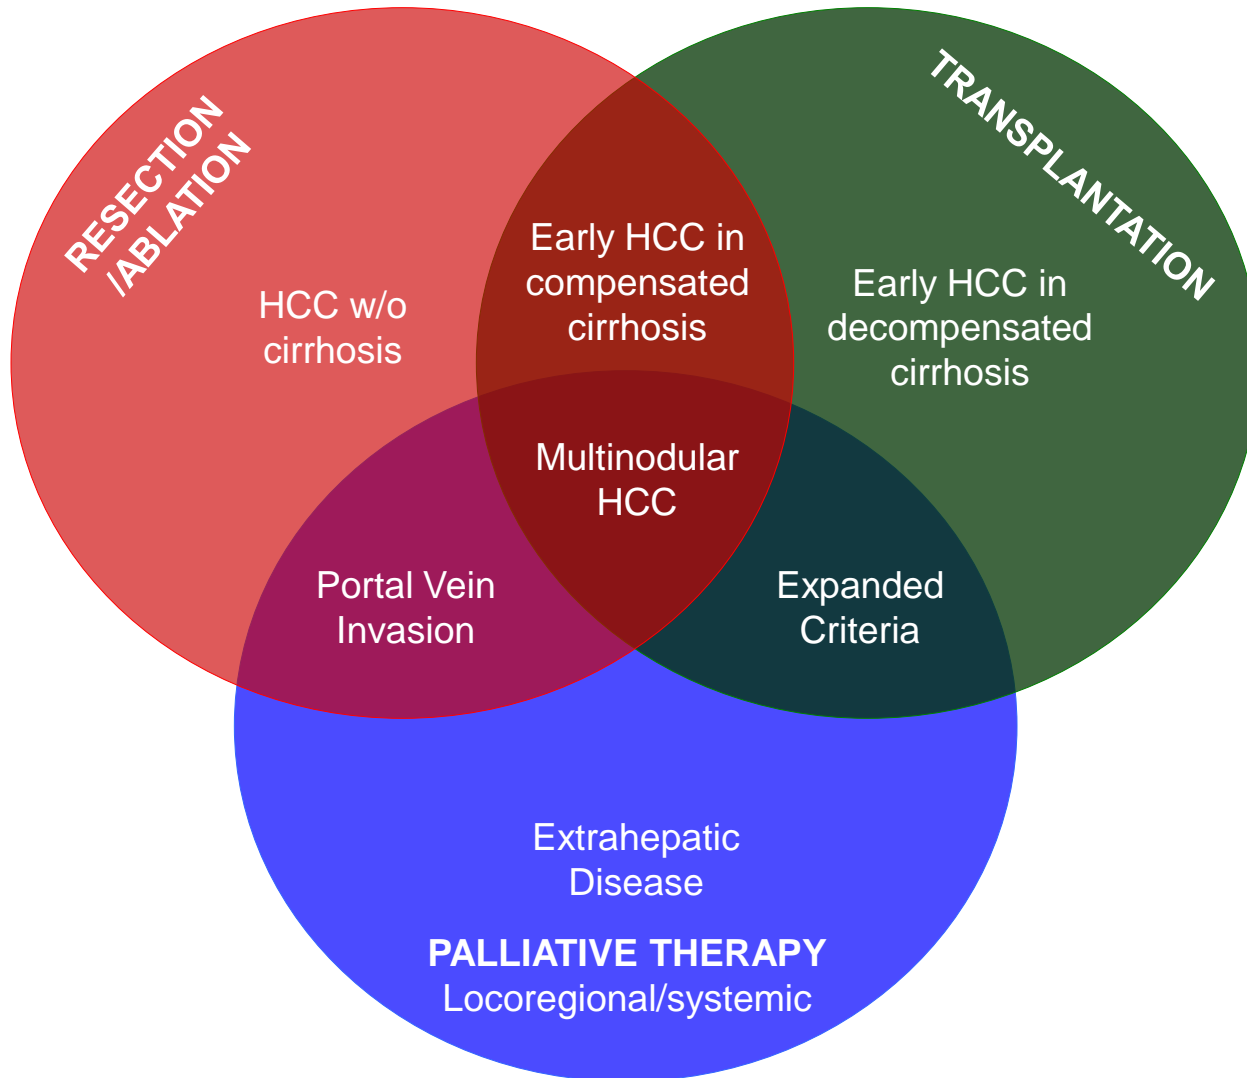 RESECTION
/ABLATION
TRANSPLANTATION
HCC w/o
cirrhosis
Early HCC in
compensated
cirrhosis
Early HCC in
decompensated
cirrhosis
Multinodular
HCC
Portal Vein
Invasion
Expanded
Criteria
Extrahepatic
Disease
PALLIATIVE THERAPY
Locoregional/systemic